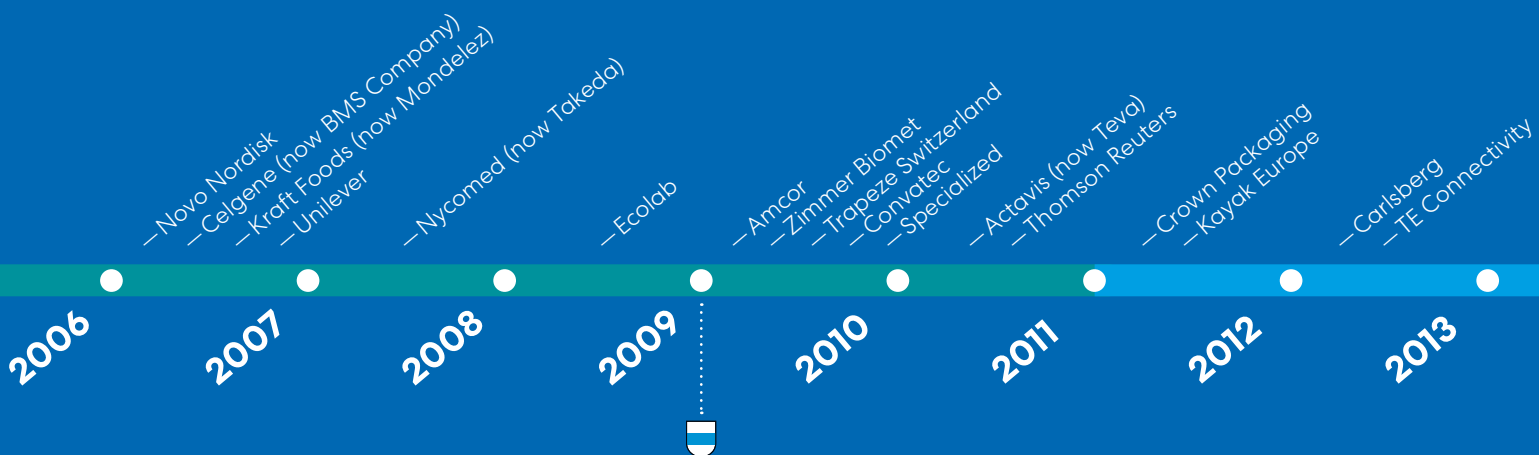 — Novo Nordisk
— Celgene (now BMS Company)
— Kraft Foods (now Mondelez)
— Unilever
— Nycomed (now Takeda)
— Ecolab
— Amcor
— Zimmer Biomet
— Trapeze Switzerland
— Convatec
— Specialized
— Actavis (now Teva)
— Thomson Reuters
— Crown Packaging
— Kayak Europe
— Carlsberg
— TE Connectivity
2006
2007
2008
2009
2010
2011
2012
2013